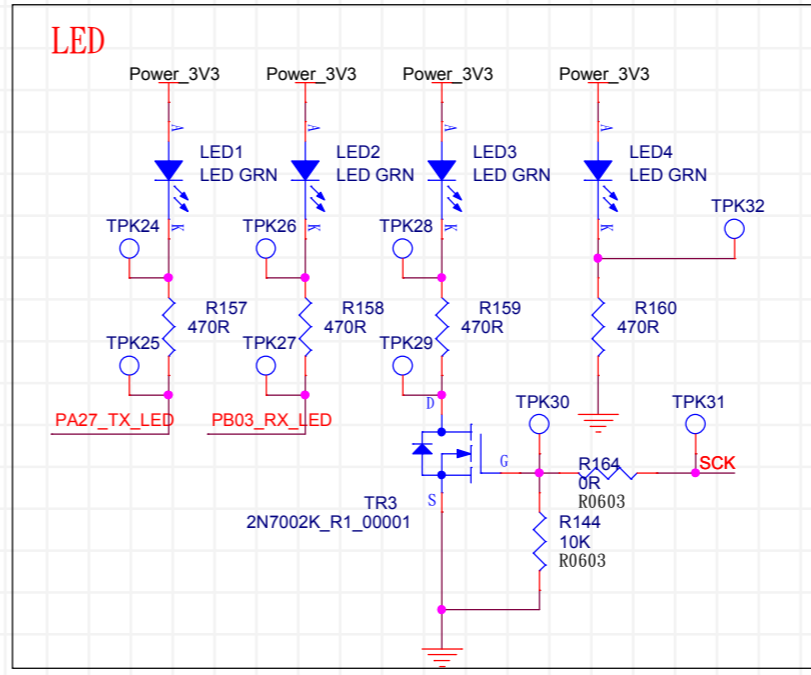 LED
Power_3V3
Power_3V3
Power_3V3
Power_3V3
A
A
A
A
LED1
LED GRN
LED2
LED GRN
LED3
LED GRN
LED4
LED GRN
K
K
K
K
TPK24
TPK26
TPK28
TPK32
R157
470R
R158
470R
R159
470R
R160
470R
TPK25
TPK27
TPK29
PA27_TX_LED
PB03_RX_LED
D
TPK30
TPK31
G
S
R164
0R
R0603
SCK
TR3
2N7002K_R1_00001
R144
10K
R0603